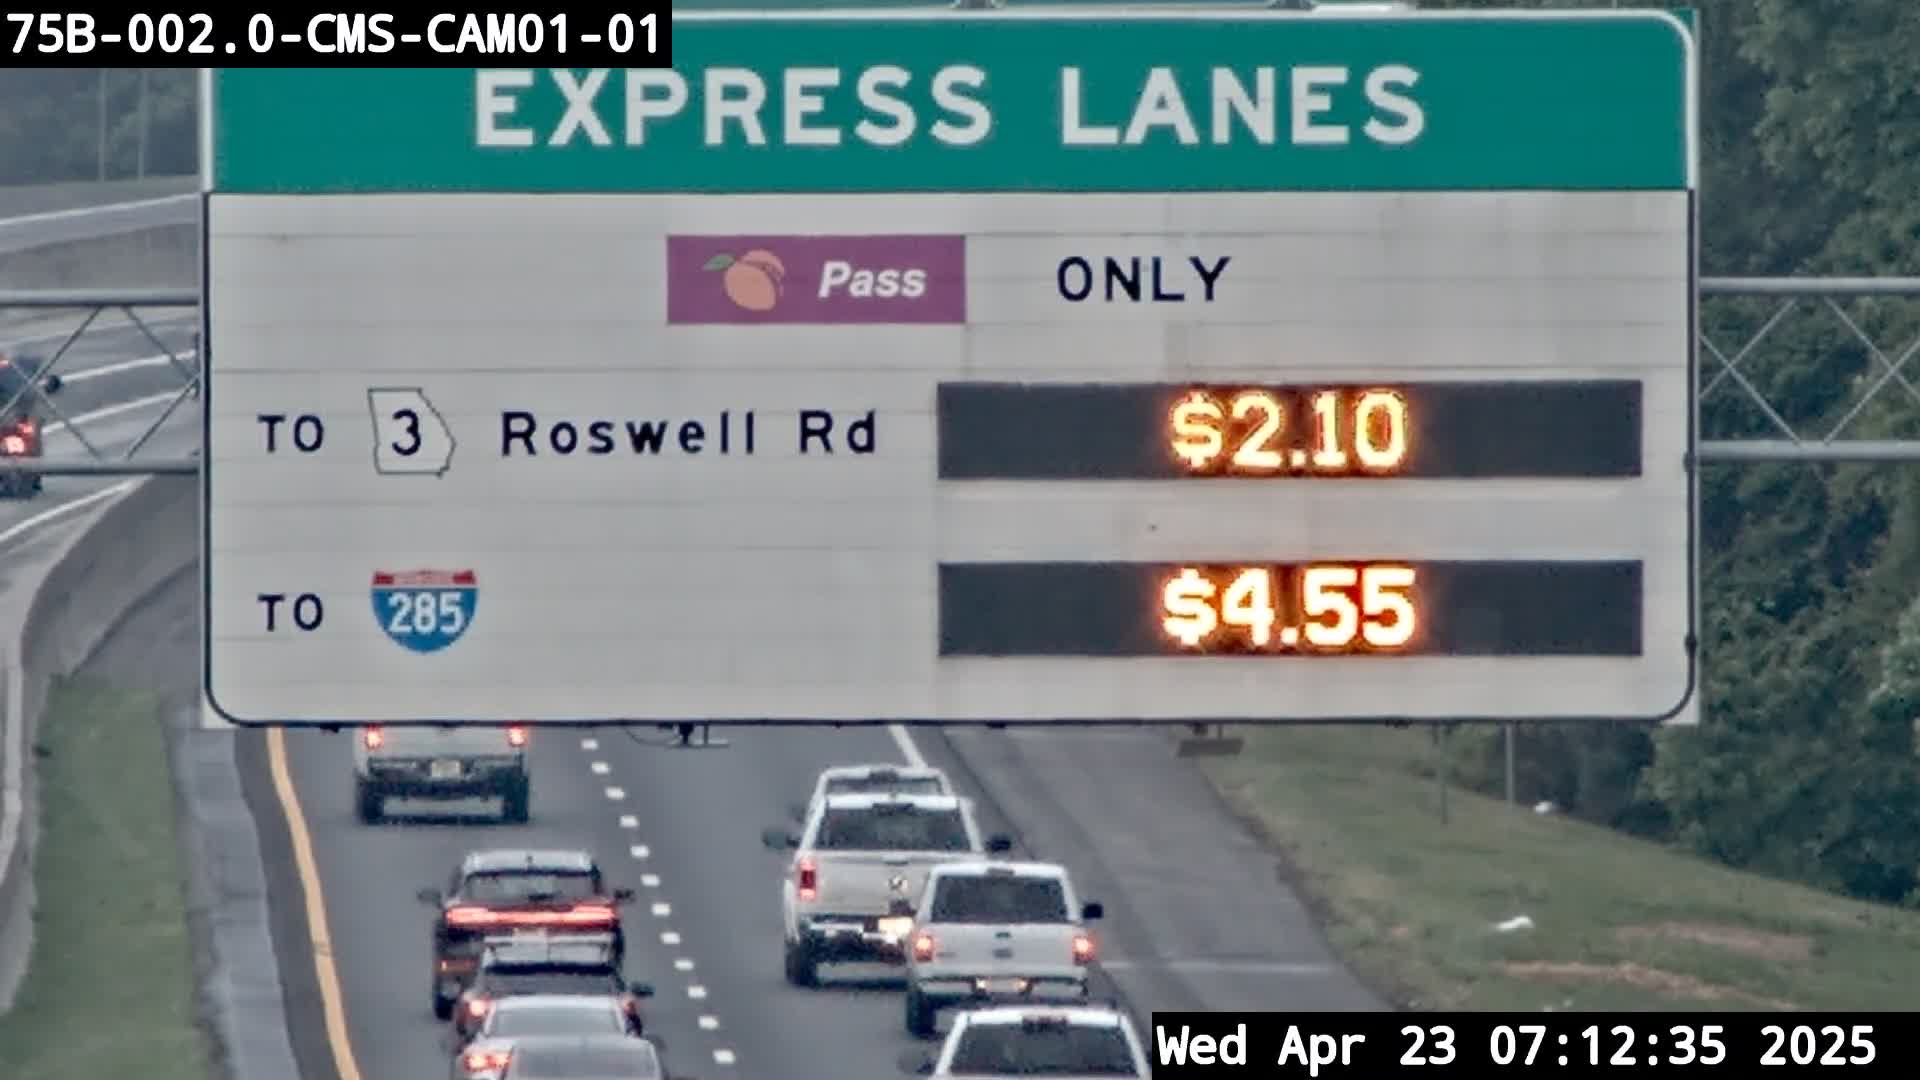 75B-002.0-CMS-CAM01-01
EXPRESS LANES
Pass ONLY
TO 3 Roswell Rd $2.10
TO 285 $4.55
Wed Apr 23 07:12:35 2025